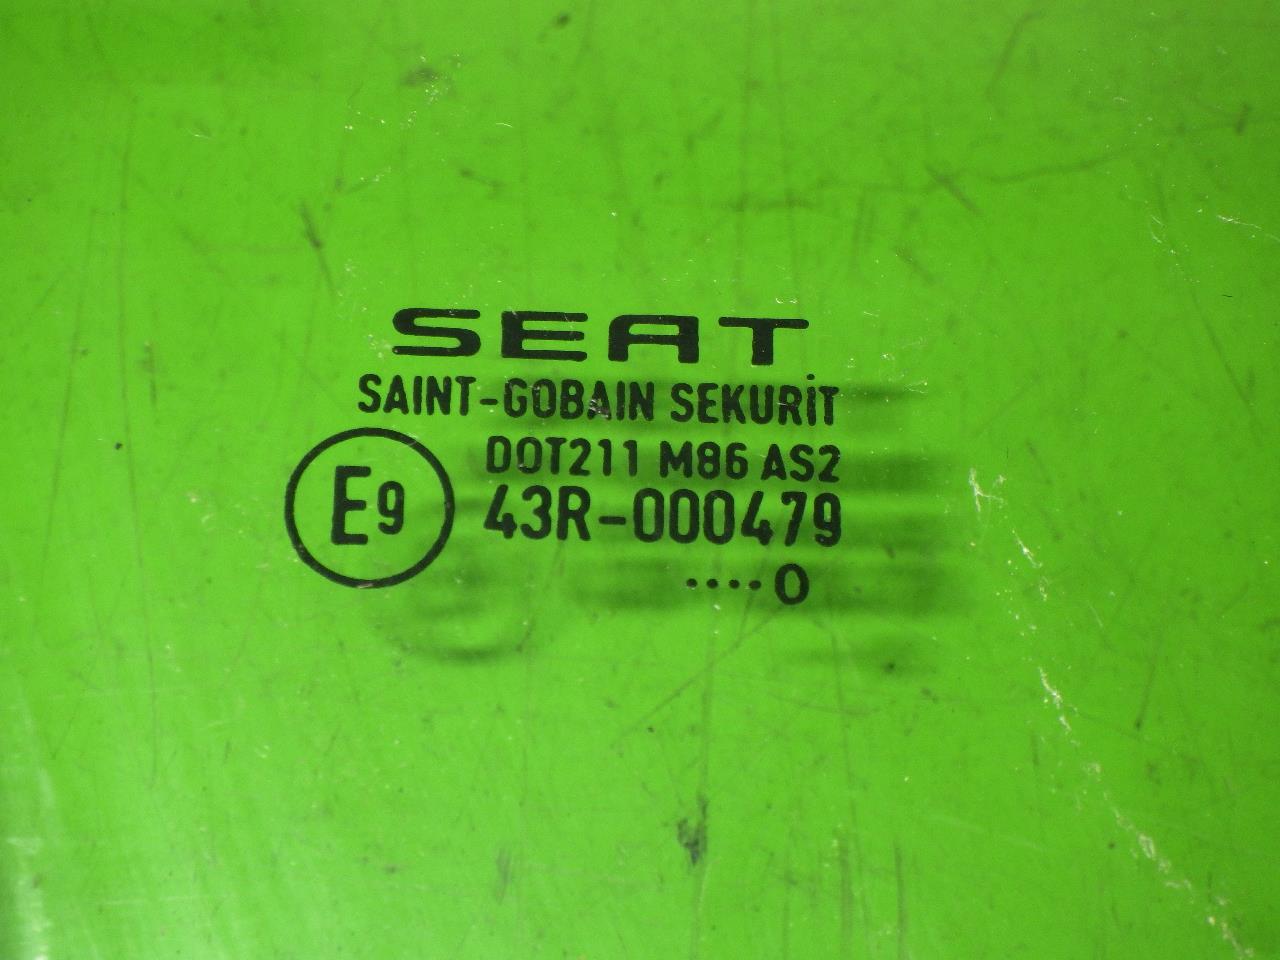 SEAT
SAINT-GOBAIN SEKURIT
DOT211 M86 AS2
E9 43R-000479
....0